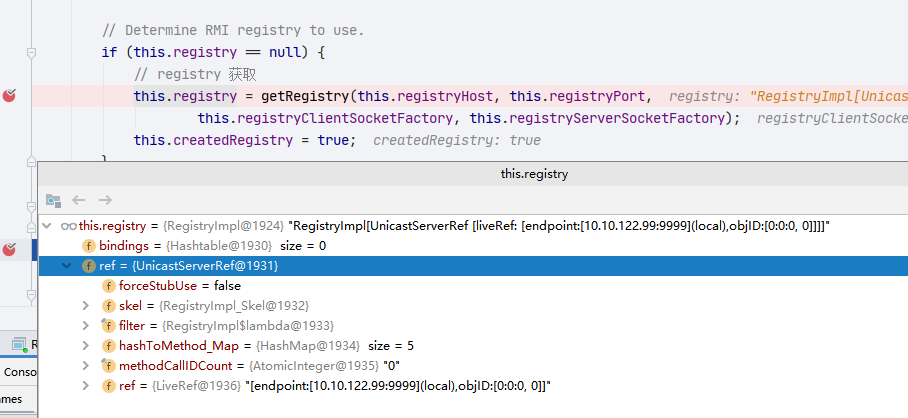 // Determine RMI registry to use.
if (this.registry == null) {
// registry 获取
this.registry = getRegistry(this.registryHost, this.registryPort, registry: "RegistryImpl[Unicas
this.registryClientSocketFactory, this.registryServerSocketFactory); registryClientSocke
this.createdRegistry = true; createdRegistry: true
this.registry
this.registry = {RegistryImpl@1924} "RegistryImpl[UnicastServerRef [liveRef: [endpoint:[10.10.122.99:9999](local),objID:[0:0:0, 0]]]]"
bindings = {Hashtable@1930} size = 0
ref = {UnicastServerRef@1931}
forceStubUse = false
skel = {RegistryImpl_Skel@1932}
filter = {RegistryImpl$lambda@1933}
hashToMethod_Map = {HashMap@1934} size = 5
methodCallIDCount = {AtomicInteger@1935} "0"
ref = {LiveRef@1936} "[endpoint:[10.10.122.99:9999](local),objID:[0:0:0, 0]]"
R
Conso
ames